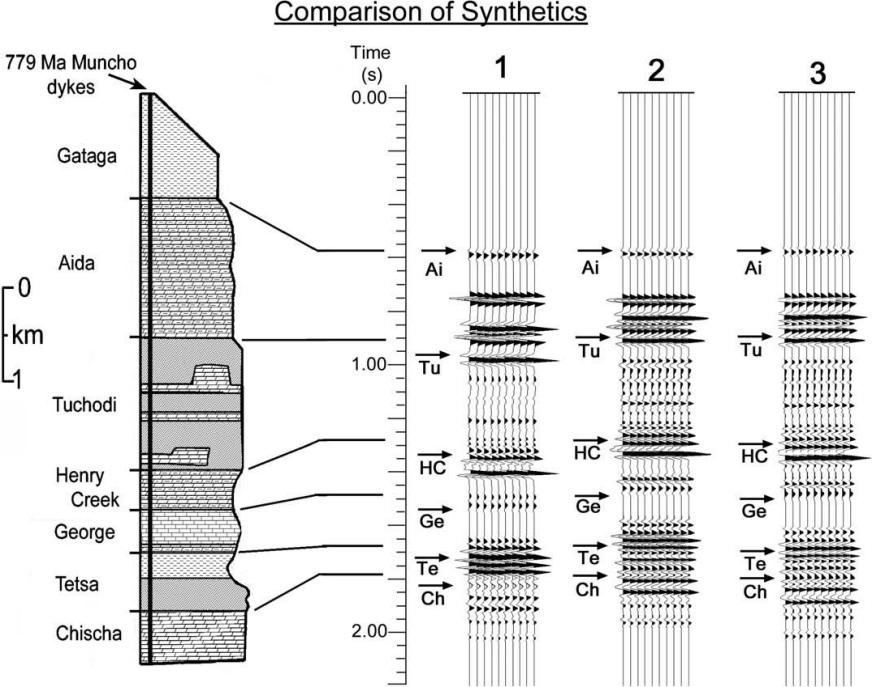 Comparison of Synthetics
779 Ma Muncho
dykes
Time
(s)
1
2
3
0.00
Gataga
Aida
Ai
Ai
Ai
0
km
1
Tu
Tu
Tu
1.00
Tuchodi
HC
HC
HC
Henry
Creek
Ge
Ge
Ge
George
Te
Te
Te
Tetsa
Ch
Ch
Ch
Chischa
2.00